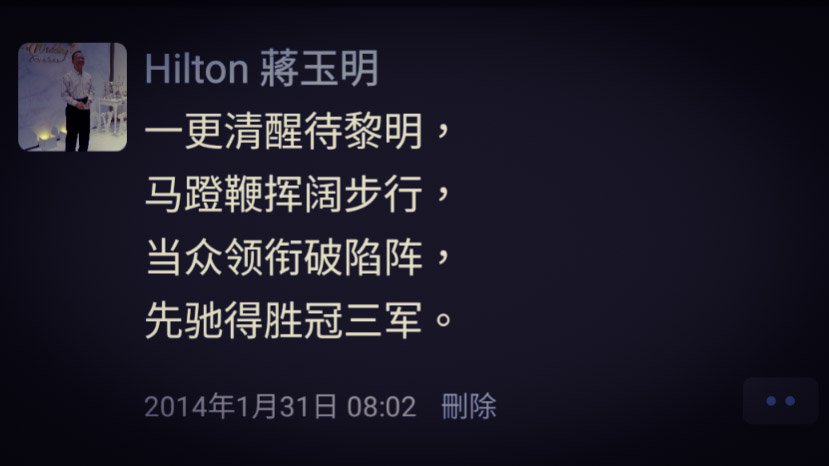 Hilton 蔣玉明
一更清醒待黎明，
马蹬鞭挥阔步行，
当众领衔破陷阵，
先驰得胜冠三军。
2014年1月31日 08:02 刪除